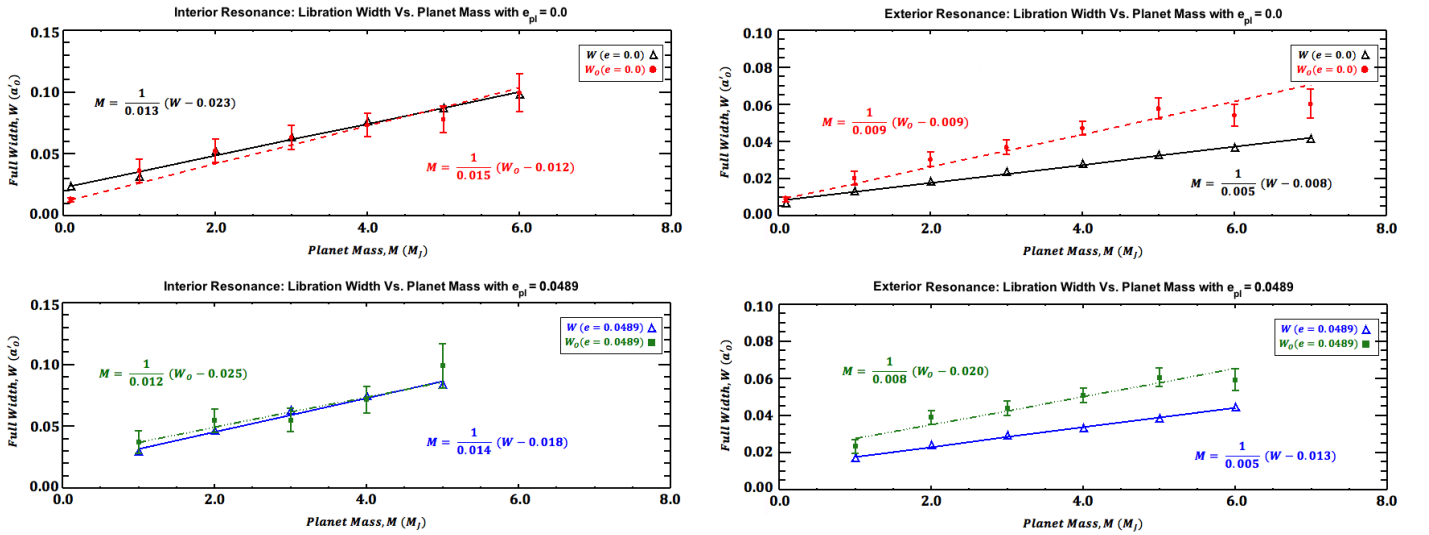 Interior Resonance: Libration Width Vs. Planet Mass with e_pl = 0.0
0.15
0.10
0.05
0.00
0.0 2.0 4.0 6.0 8.0
Full Width, W (a'₀)
Planet Mass, M (M_J)
W (e = 0.0)
W_O (e = 0.0)
M = 1/0.013 (W − 0.023)
M = 1/0.015 (W_O − 0.012)
Exterior Resonance: Libration Width Vs. Planet Mass with e_pl = 0.0
0.10
0.08
0.06
0.04
0.02
0.00
0.0 2.0 4.0 6.0 8.0
Full Width, W (a'₀)
Planet Mass, M (M_J)
W (e = 0.0)
W_O (e = 0.0)
M = 1/0.009 (W_O − 0.009)
M = 1/0.005 (W − 0.008)
Interior Resonance: Libration Width Vs. Planet Mass with e_pl = 0.0489
0.15
0.10
0.05
0.00
0.0 2.0 4.0 6.0 8.0
Full Width, W (a'₀)
Planet Mass, M (M_J)
W (e = 0.0489)
W_O (e = 0.0489)
M = 1/0.012 (W_O − 0.025)
M = 1/0.014 (W − 0.018)
Exterior Resonance: Libration Width Vs. Planet Mass with e_pl = 0.0489
0.10
0.08
0.06
0.04
0.02
0.00
0.0 2.0 4.0 6.0 8.0
Full Width, W (a'₀)
Planet Mass, M (M_J)
W (e = 0.0489)
W_O (e = 0.0489)
M = 1/0.008 (W_O − 0.020)
M = 1/0.005 (W − 0.013)